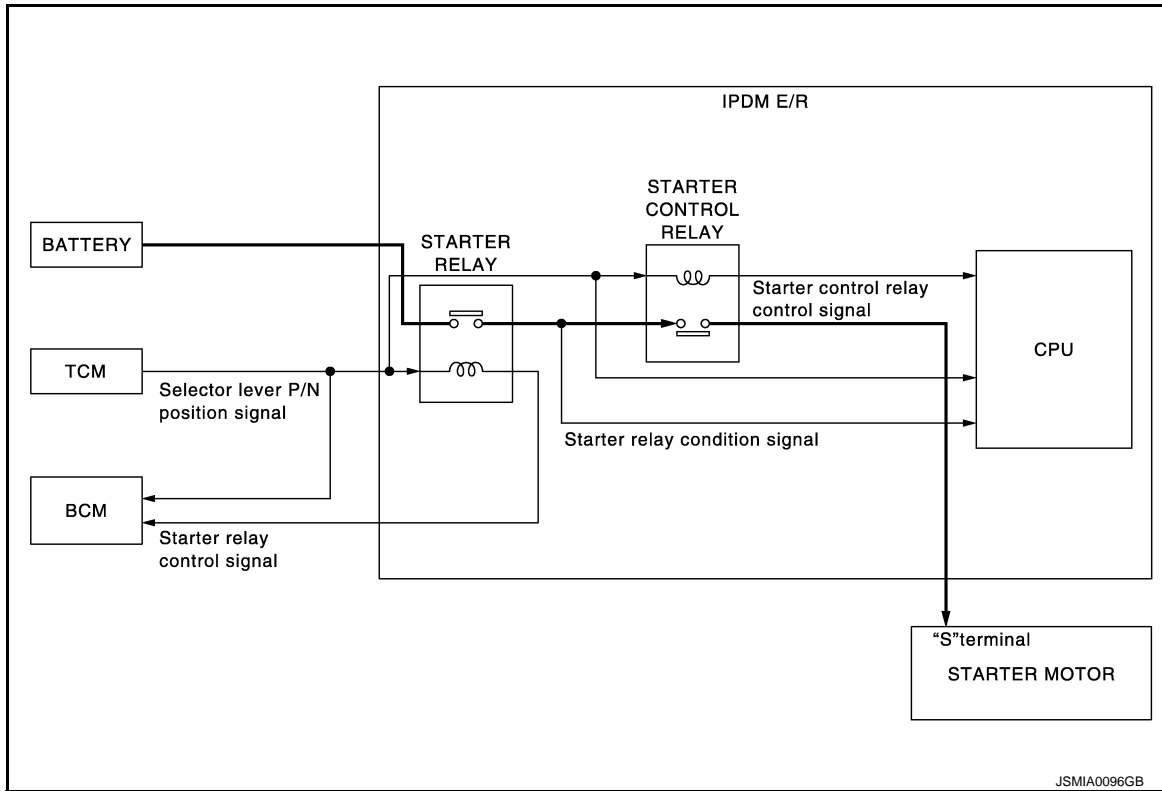 IPDM E/R
STARTER
CONTROL
RELAY
BATTERY
STARTER
RELAY
Starter control relay
control signal
CPU
TCM
Selector lever P/N
position signal
Starter relay condition signal
BCM
Starter relay
control signal
“S”terminal
STARTER MOTOR
JSMIA0096GB